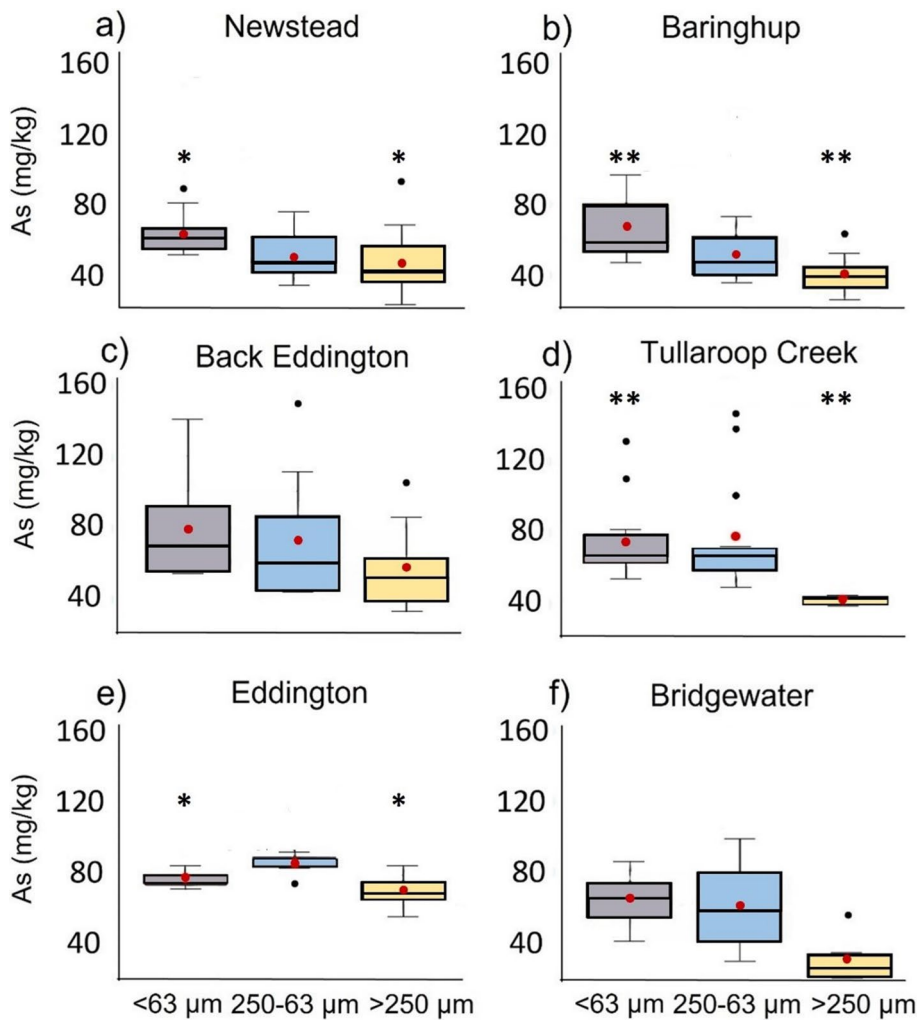 a) Newstead
160
120
80
40
As (mg/kg)
* *
b) Baringhup
160
120
80
40
** **
c) Back Eddington
160
120
80
40
As (mg/kg)
d) Tullaroop Creek
160
120
80
40
** **
e) Eddington
160
120
80
40
As (mg/kg)
* *
<63 µm 250-63 µm >250 µm
f) Bridgewater
160
120
80
40
<63 µm 250-63 µm >250 µm